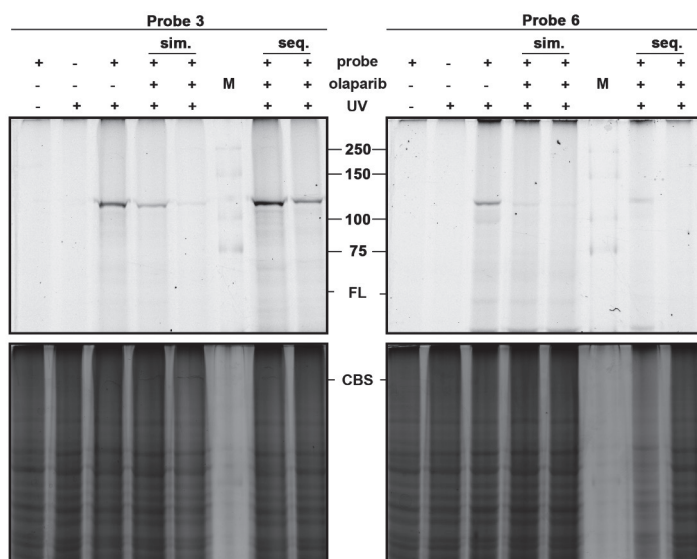 Probe 3 Probe 6
sim. seq. sim. seq.
+ - + + + + + probe + - + + + + +
- - - + + M + + olaparib - - - + + M + +
- + + + + + + UV - + + + + + +
250
150
100
75
FL
CBS